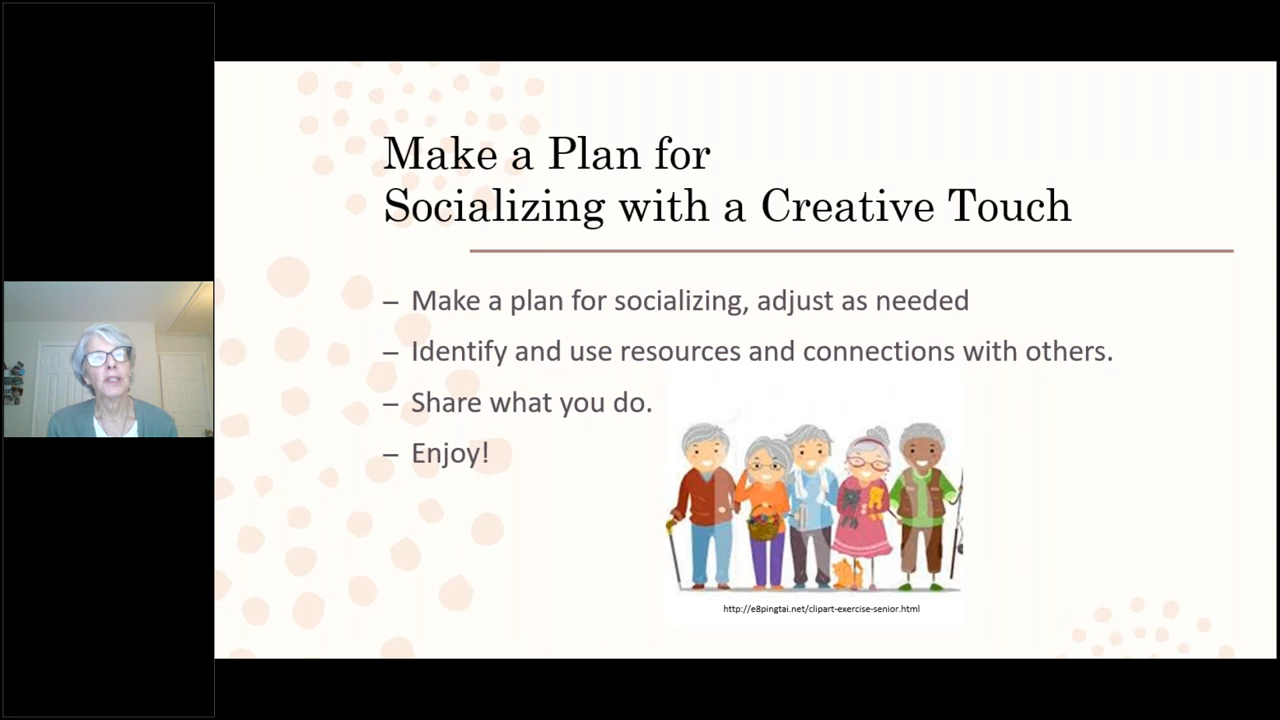 Make a Plan for
Socializing with a Creative Touch
– Make a plan for socializing, adjust as needed
– Identify and use resources and connections with others.
– Share what you do.
– Enjoy!
http://e8pingtai.net/clipart-exercise-senior.html